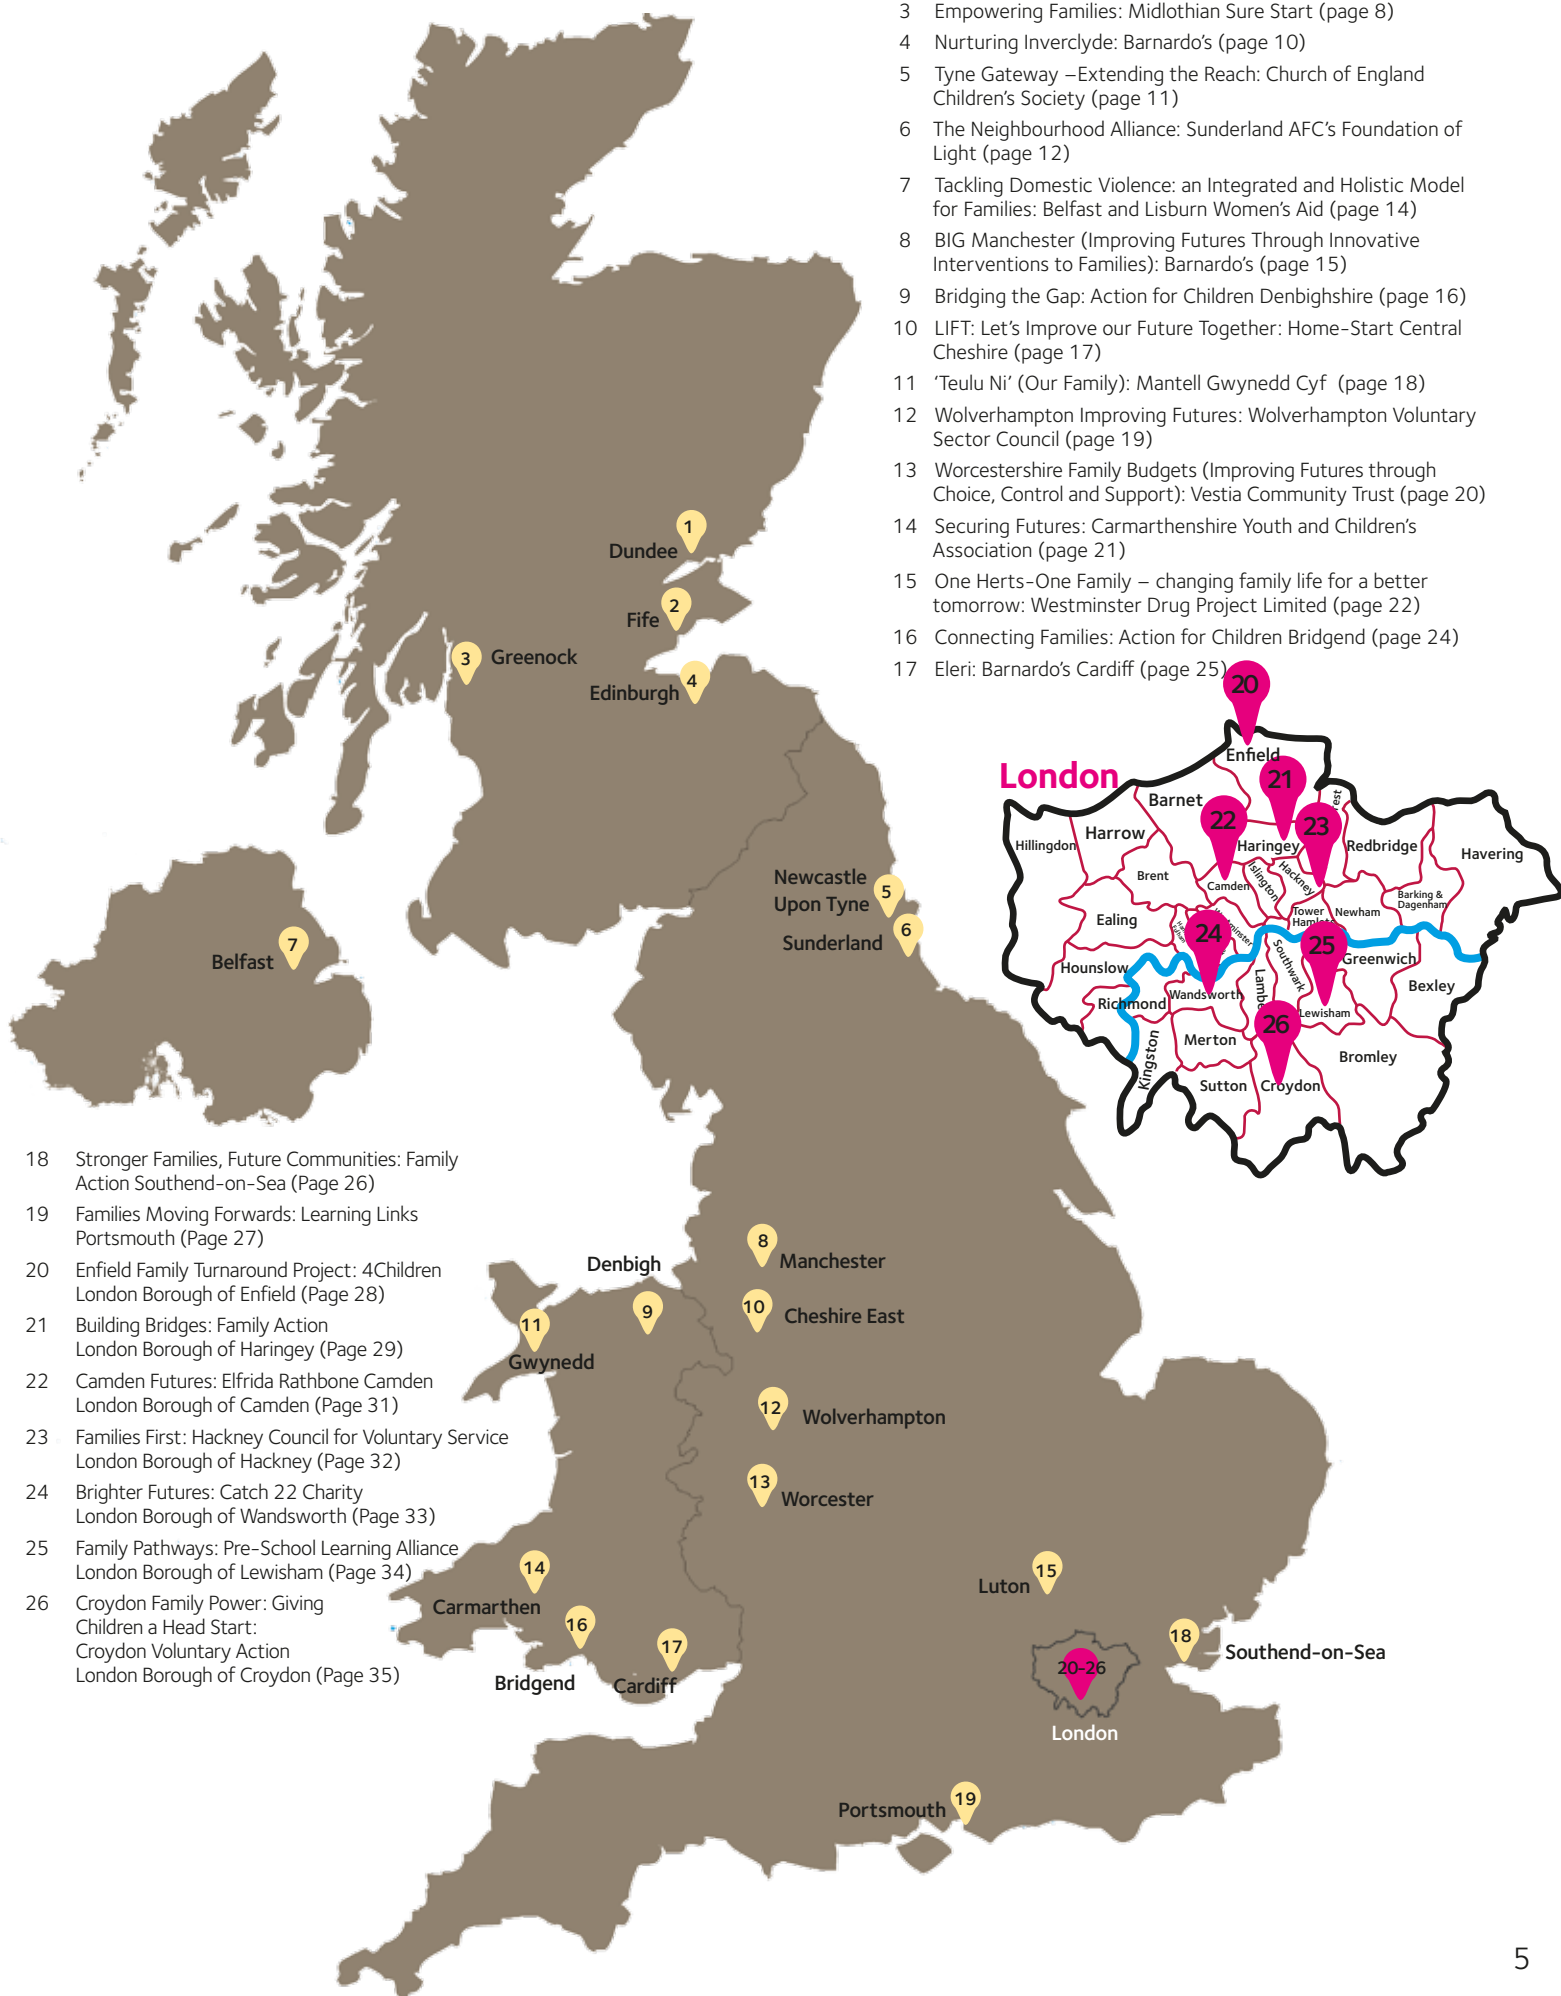 3 Empowering Families: Midlothian Sure Start (page 8)
4 Nurturing Inverclyde: Barnardo's (page 10)
5 Tyne Gateway –Extending the Reach: Church of England
Children's Society (page 11)
6 The Neighbourhood Alliance: Sunderland AFC's Foundation of
Light (page 12)
7 Tackling Domestic Violence: an Integrated and Holistic Model
for Families: Belfast and Lisburn Women's Aid (page 14)
8 BIG Manchester (Improving Futures Through Innovative
Interventions to Families): Barnardo's (page 15)
9 Bridging the Gap: Action for Children Denbighshire (page 16)
10 LIFT: Let's Improve our Future Together: Home-Start Central
Cheshire (page 17)
11 'Teulu Ni' (Our Family): Mantell Gwynedd Cyf (page 18)
12 Wolverhampton Improving Futures: Wolverhampton Voluntary
Sector Council (page 19)
13 Worcestershire Family Budgets (Improving Futures through
Choice, Control and Support): Vestia Community Trust (page 20)
14 Securing Futures: Carmarthenshire Youth and Children's
Association (page 21)
15 One Herts-One Family – changing family life for a better
tomorrow: Westminster Drug Project Limited (page 22)
16 Connecting Families: Action for Children Bridgend (page 24)
17 Eleri: Barnardo's Cardiff (page 25)
1
Dundee
2
Fife
3 Greenock
4
Edinburgh
Newcastle
Upon Tyne
5
6
Sunderland
7
Belfast
London
20
Enfield
21
Barnet
22
23
Harrow
Hillingdon
Haringey
Redbridge
Havering
Brent
Camden
Islington
Hackney
Barking &
Dagenham
Ealing
Tower
Newham
24
25
Hounslow
Southwark
Greenwich
Bexley
Richmond
Wandsworth
Lewisham
26
Merton
Kingston
Bromley
Sutton
Croydon
18 Stronger Families, Future Communities: Family
Action Southend-on-Sea (Page 26)
19 Families Moving Forwards: Learning Links
Portsmouth (Page 27)
20 Enfield Family Turnaround Project: 4Children
London Borough of Enfield (Page 28)
21 Building Bridges: Family Action
London Borough of Haringey (Page 29)
22 Camden Futures: Elfrida Rathbone Camden
London Borough of Camden (Page 31)
23 Families First: Hackney Council for Voluntary Service
London Borough of Hackney (Page 32)
24 Brighter Futures: Catch 22 Charity
London Borough of Wandsworth (Page 33)
25 Family Pathways: Pre-School Learning Alliance
London Borough of Lewisham (Page 34)
26 Croydon Family Power: Giving
Children a Head Start:
Croydon Voluntary Action
London Borough of Croydon (Page 35)
8
Manchester
Denbigh
9
10
Cheshire East
11
Gwynedd
12
Wolverhampton
13
Worcester
14
Carmarthen
15
Luton
16
Bridgend
17
Cardiff
18
Southend-on-Sea
20-26
London
19
Portsmouth
5